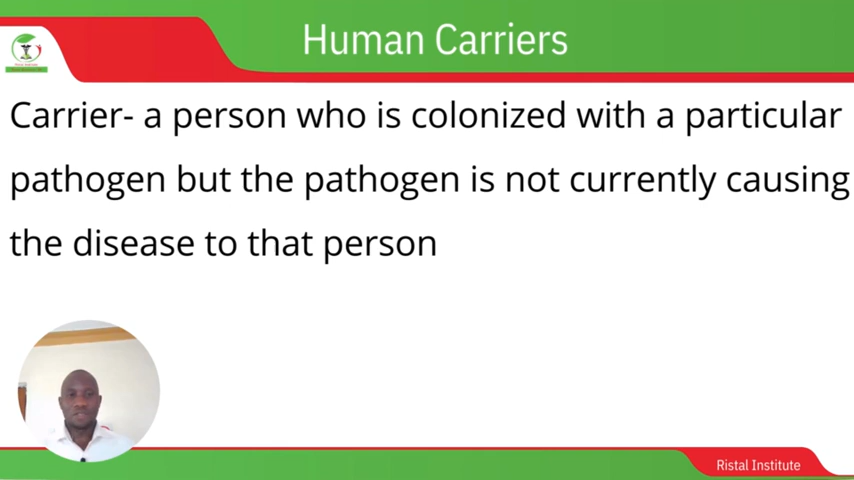 Human Carriers
Carrier- a person who is colonized with a particular
pathogen but the pathogen is not currently causing
the disease to that person
Ristal Institute